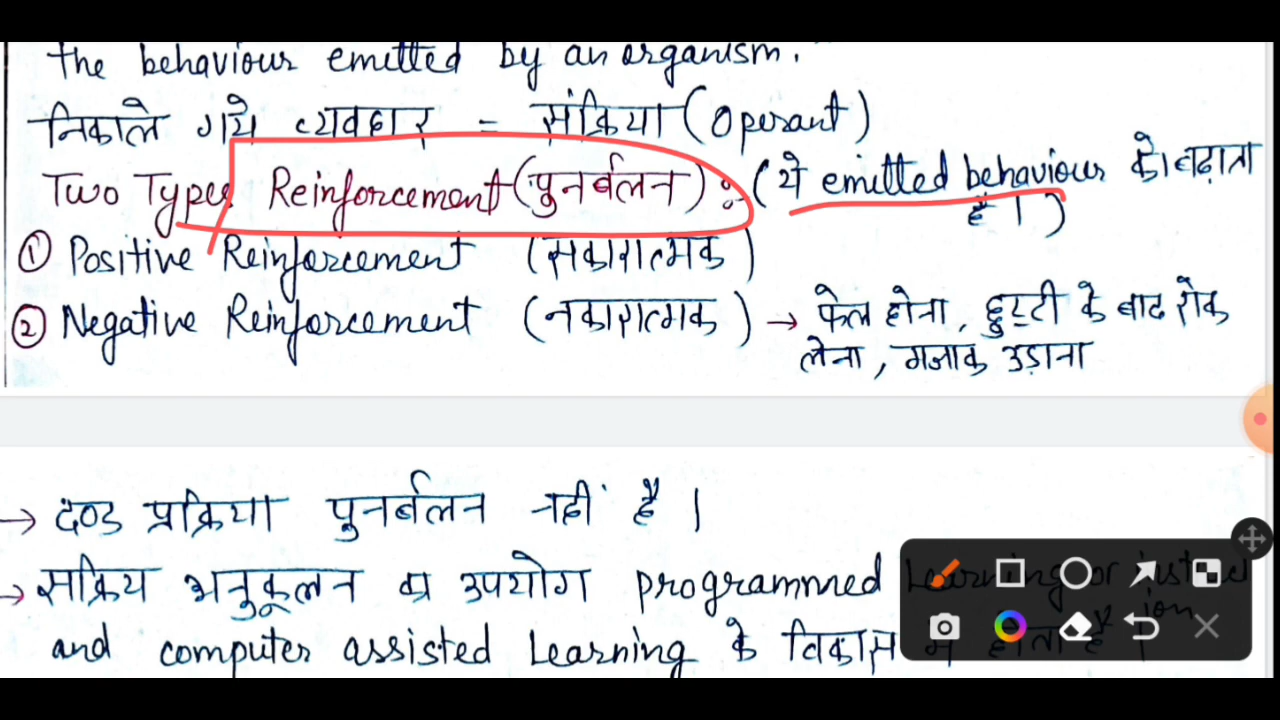 the behaviour emitted by an organism.
निकाले गये व्यवहार = संक्रिया (Operant)
Two Types Reinforcement (पुनर्बलन) : (ये emitted behaviour को बढ़ाता है।)
① Positive Reinforcement (सकारात्मक)
② Negative Reinforcement (नकारात्मक) → फेल होना, छुट्टी के बाद रोक
लेना, मजाक उड़ाना
→ दण्ड प्रक्रिया पुनर्बलन नहीं है।
→ सक्रिय अनुकूलन का उपयोग programmed Learning or
and computer assisted Learning के विकास में होता है